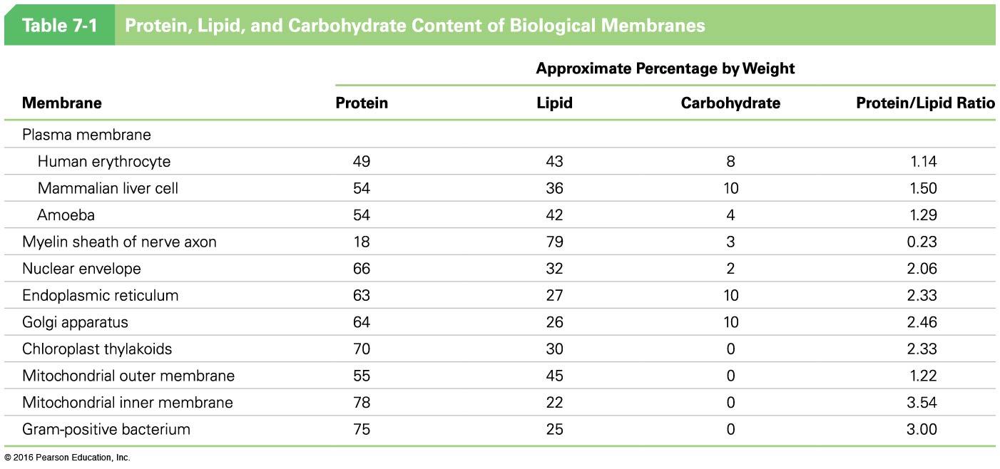 Table 7-1 Protein, Lipid, and Carbohydrate Content of Biological Membranes
Approximate Percentage by Weight
Membrane Protein Lipid Carbohydrate Protein/Lipid Ratio
Plasma membrane
Human erythrocyte 49 43 8 1.14
Mammalian liver cell 54 36 10 1.50
Amoeba 54 42 4 1.29
Myelin sheath of nerve axon 18 79 3 0.23
Nuclear envelope 66 32 2 2.06
Endoplasmic reticulum 63 27 10 2.33
Golgi apparatus 64 26 10 2.46
Chloroplast thylakoids 70 30 0 2.33
Mitochondrial outer membrane 55 45 0 1.22
Mitochondrial inner membrane 78 22 0 3.54
Gram-positive bacterium 75 25 0 3.00
© 2016 Pearson Education, Inc.